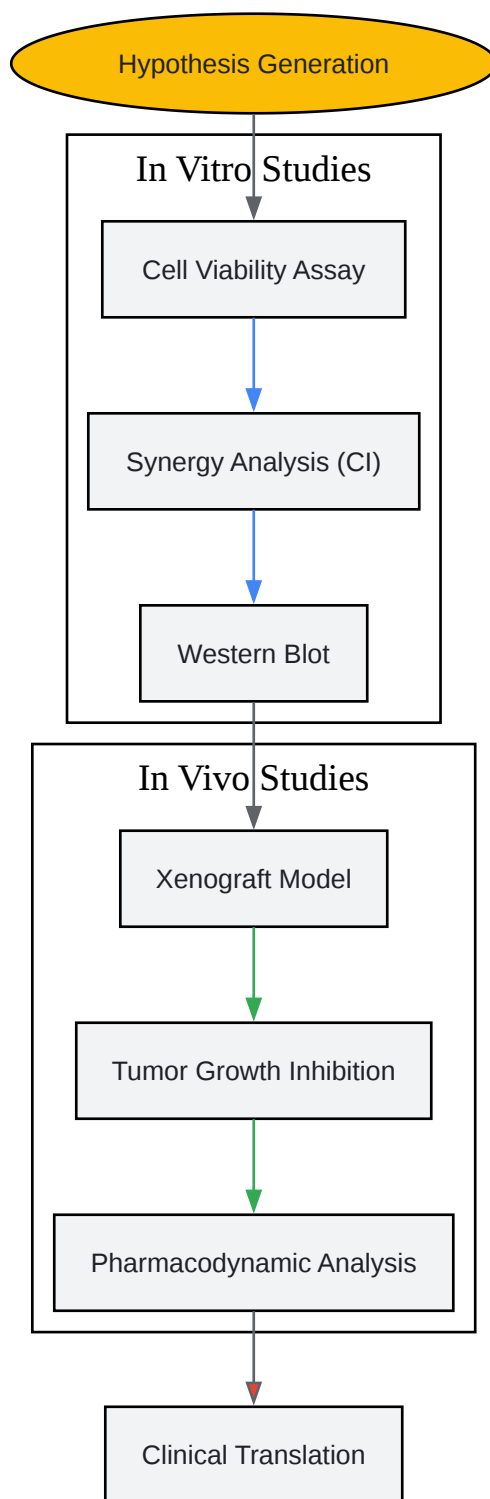 Hypothesis Generation
In Vitro Studies
Cell Viability Assay
Synergy Analysis (CI)
Western Blot
In Vivo Studies
Xenograft Model
Tumor Growth Inhibition
Pharmacodynamic Analysis
Clinical Translation